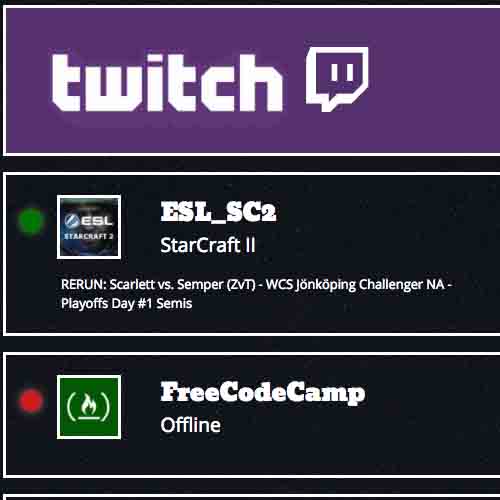 twitch
ESL_SC2
ESL
STARCRAFT 2
StarCraft II
RERUN: Scarlett vs. Semper (ZvT) - WCS Jönköping Challenger NA -
Playoffs Day #1 Semis
FreeCodeCamp
Offline